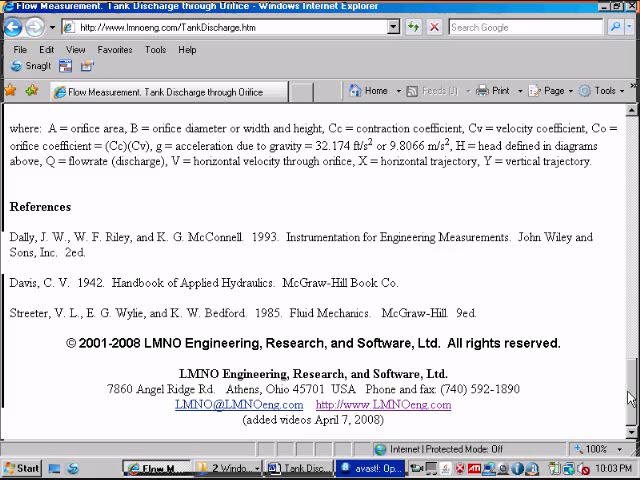 Flow Measurement. Tank Discharge through Orifice - Windows Internet Explorer
http://www.lmnoeng.com/TankDischarge.htm
Search Google
File Edit View Favorites Tools Help
SnagIt
Flow Measurement. Tank Discharge through Orifice
Home Feeds (J) Print Page Tools
where: A = orifice area, B = orifice diameter or width and height, Cc = contraction coefficient, Cv = velocity coefficient, Co =
orifice coefficient = (Cc)(Cv), g = acceleration due to gravity = 32.174 ft/s² or 9.8066 m/s², H = head defined in diagrams
above, Q = flowrate (discharge), V = horizontal velocity through orifice, X = horizontal trajectory, Y = vertical trajectory.
References
Dally, J. W., W. F. Riley, and K. G. McConnell. 1993. Instrumentation for Engineering Measurements. John Wiley and
Sons, Inc. 2ed.
Davis, C. V. 1942. Handbook of Applied Hydraulics. McGraw-Hill Book Co.
Streeter, V. L., E. G. Wylie, and K. W. Bedford. 1985. Fluid Mechanics. McGraw-Hill. 9ed.
© 2001-2008 LMNO Engineering, Research, and Software, Ltd. All rights reserved.
LMNO Engineering, Research, and Software, Ltd.
7860 Angel Ridge Rd. Athens, Ohio 45701 USA Phone and fax: (740) 592-1890
LMNO@LMNOeng.com http://www.LMNOeng.com
(added videos April 7, 2008)
Internet | Protected Mode: Off 100%
Start Flow M... 2 Windo... Tank Disc... avast!: Op... 10:03 PM